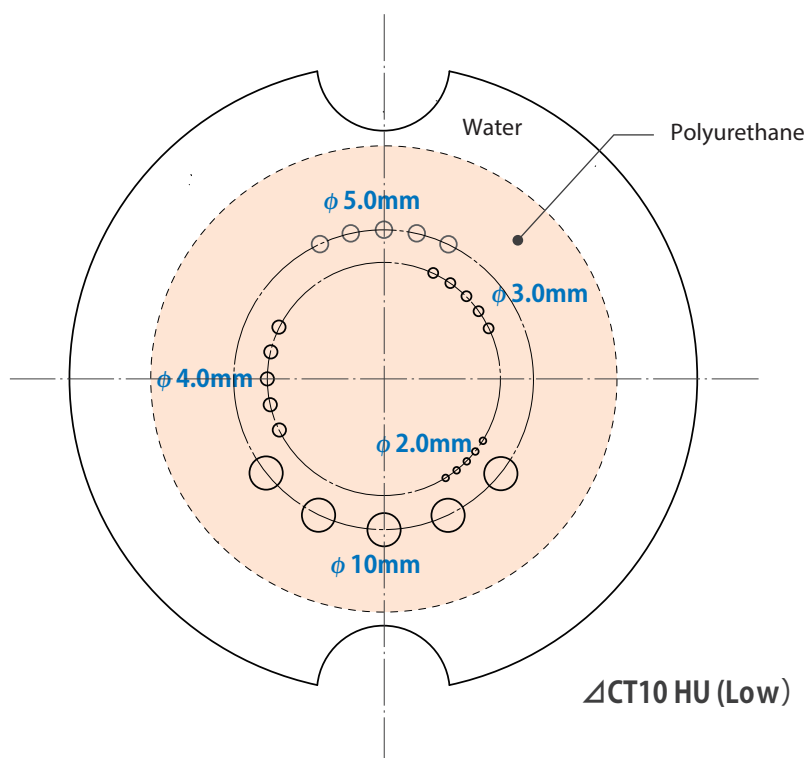 Water
Polyurethane
ϕ 5.0mm
ϕ 3.0mm
ϕ 4.0mm
ϕ 2.0mm
ϕ 10mm
⊿CT10 HU (Low）